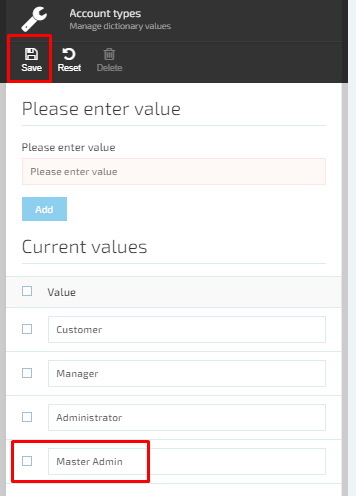 Account types
Manage dictionary values
Save Reset Delete
Please enter value
Please enter value
Please enter value
Add
Current values
Value
Customer
Manager
Administrator
Master Admin